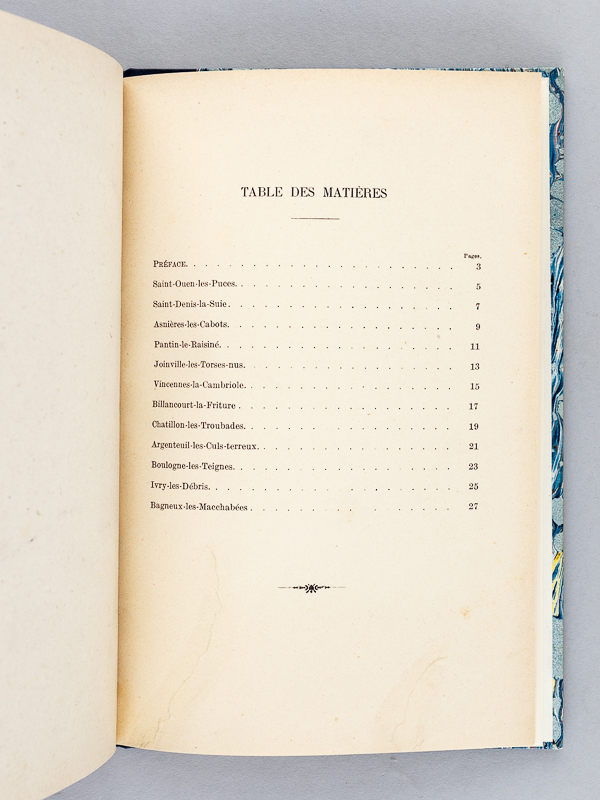 TABLE DES MATIÈRES
Pages.
PRÉFACE. . . . . . . . . . . . . . . . . . . . . 3
Saint-Ouen-les-Puces. . . . . . . . . . . . . . . . . 5
Saint-Denis-la-Suie . . . . . . . . . . . . . . . . . 7
Asnières-les-Cabots. . . . . . . . . . . . . . . . . 9
Pantin-le-Raisiné. . . . . . . . . . . . . . . . . . 11
Joinville-les-Torses-nus. . . . . . . . . . . . . . . . 13
Vincennes-la-Cambriole. . . . . . . . . . . . . . . . 15
Billancourt-la-Friture . . . . . . . . . . . . . . . . 17
Chatillon-les-Troubades. . . . . . . . . . . . . . . . 19
Argenteuil-les-Culs-terreux. . . . . . . . . . . . . . . 21
Boulogne-les-Teignes. . . . . . . . . . . . . . . . . 23
Ivry-les-Débris. . . . . . . . . . . . . . . . . . . 25
Bagneux-les-Macchabées . . . . . . . . . . . . . . . 27